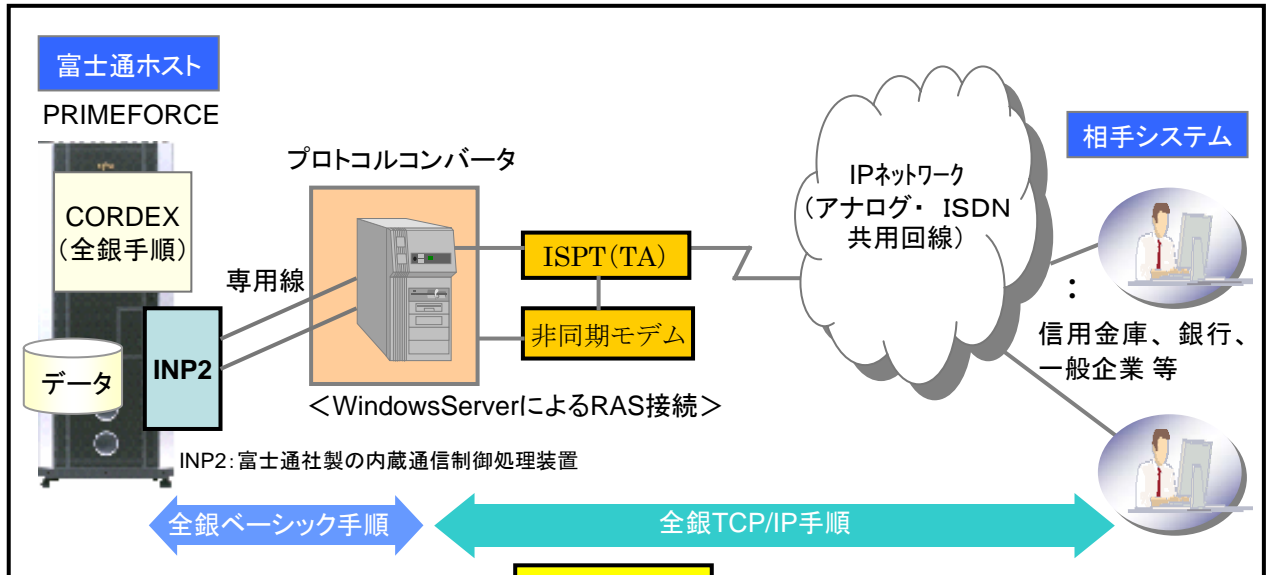 富士通ホスト
PRIMEFORCE
CORDEX
(全銀手順)
データ
INP2
専用線
プロトコルコンバータ
ISPT(TA)
非同期モデム
<WindowsServerによるRAS接続>
INP2:富士通社製の内蔵通信制御処理装置
IPネットワーク
(アナログ・ ISDN
共用回線)
相手システム
:
信用金庫、銀行、
一般企業 等
全銀ベーシック手順
全銀TCP/IP手順